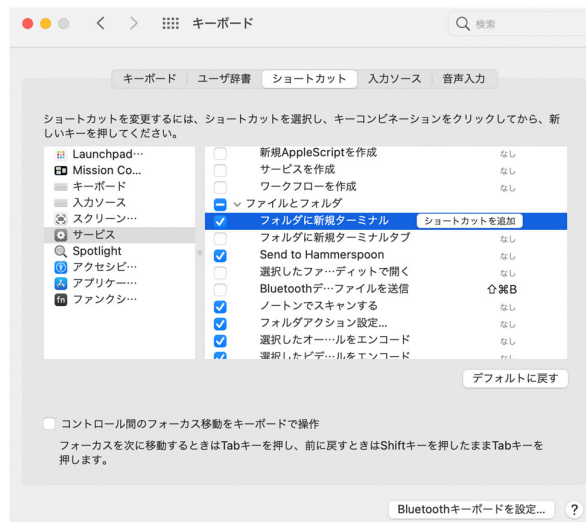 キーボード
検索
キーボード ユーザ辞書 ショートカット 入力ソース 音声入力
ショートカットを変更するには、ショートカットを選択し、キーコンビネーションをクリックしてから、新
しいキーを押してください。
Launchpad…
Mission Co...
キーボード
入力ソース
スクリーン…
サービス
Spotlight
アクセシビ…
アプリケー…
fn ファンクシ…
新規AppleScriptを作成 なし
サービスを作成 なし
ワークフローを作成 なし
ファイルとフォルダ
フォルダに新規ターミナル ショートカットを追加
フォルダに新規ターミナルタブ なし
Send to Hammerspoon なし
選択したファ…ディットで開く なし
Bluetoothデ…ファイルを送信 ⇧⌘B
ノートンでスキャンする なし
フォルダアクション設定... なし
選択したオー…ルをエンコード なし
選択したビデ…ルをエンコード なし
デフォルトに戻す
コントロール間のフォーカス移動をキーボードで操作
フォーカスを次に移動するときはTabキーを押し、前に戻すときはShiftキーを押したままTabキーを
押します。
Bluetoothキーボードを設定... ?